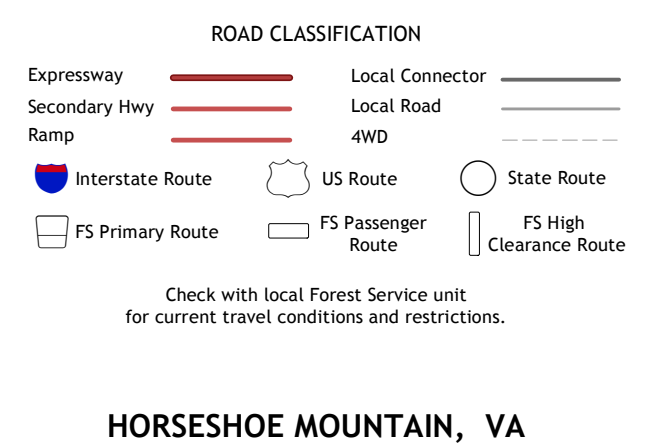 ROAD CLASSIFICATION
Expressway
Local Connector
Secondary Hwy
Local Road
Ramp
4WD
Interstate Route
US Route
State Route
FS Primary Route
FS Passenger
Route
FS High
Clearance Route
Check with local Forest Service unit
for current travel conditions and restrictions.
HORSESHOE MOUNTAIN, VA